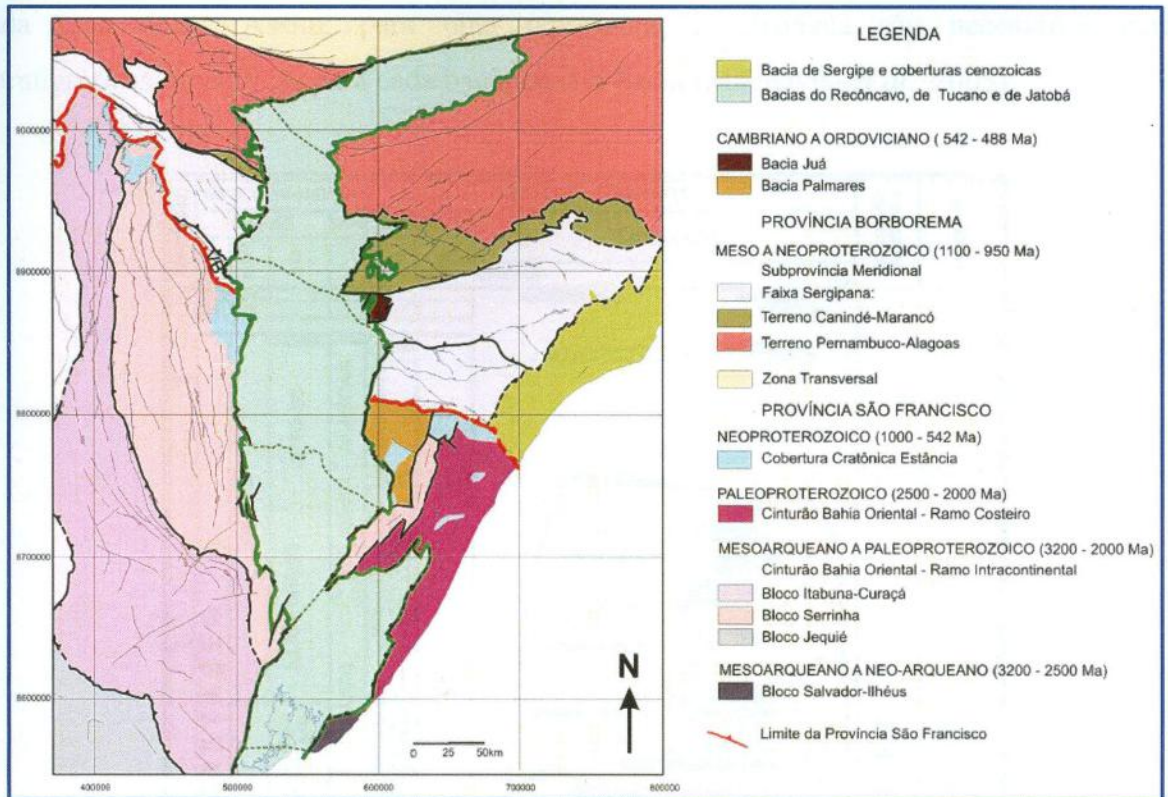 LEGENDA
Bacia de Sergipe e coberturas cenozoicas
Bacias do Recôncavo, de Tucano e de Jatobá
CAMBRIANO A ORDOVICIANO ( 542 - 488 Ma)
Bacia Juá
Bacia Palmares
PROVÍNCIA BORBOREMA
MESO A NEOPROTEROZOICO (1100 - 950 Ma)
Subprovíncia Meridional
Faixa Sergipana:
Terreno Canindé-Marancó
Terreno Pernambuco-Alagoas
Zona Transversal
PROVÍNCIA SÃO FRANCISCO
NEOPROTEROZOICO (1000 - 542 Ma)
Cobertura Cratônica Estância
PALEOPROTEROZOICO (2500 - 2000 Ma)
Cinturão Bahia Oriental - Ramo Costeiro
MESOARQUEANO A PALEOPROTEROZOICO (3200 - 2000 Ma)
Cinturão Bahia Oriental - Ramo Intracontinental
Bloco Itabuna-Curaçá
Bloco Serrinha
Bloco Jequié
MESOARQUEANO A NEO-ARQUEANO (3200 - 2500 Ma)
Bloco Salvador-Ilhéus
Limite da Província São Francisco
9000000
8900000
8800000
8700000
8600000
N
0 25 50km
400000 500000 600000 700000 800000